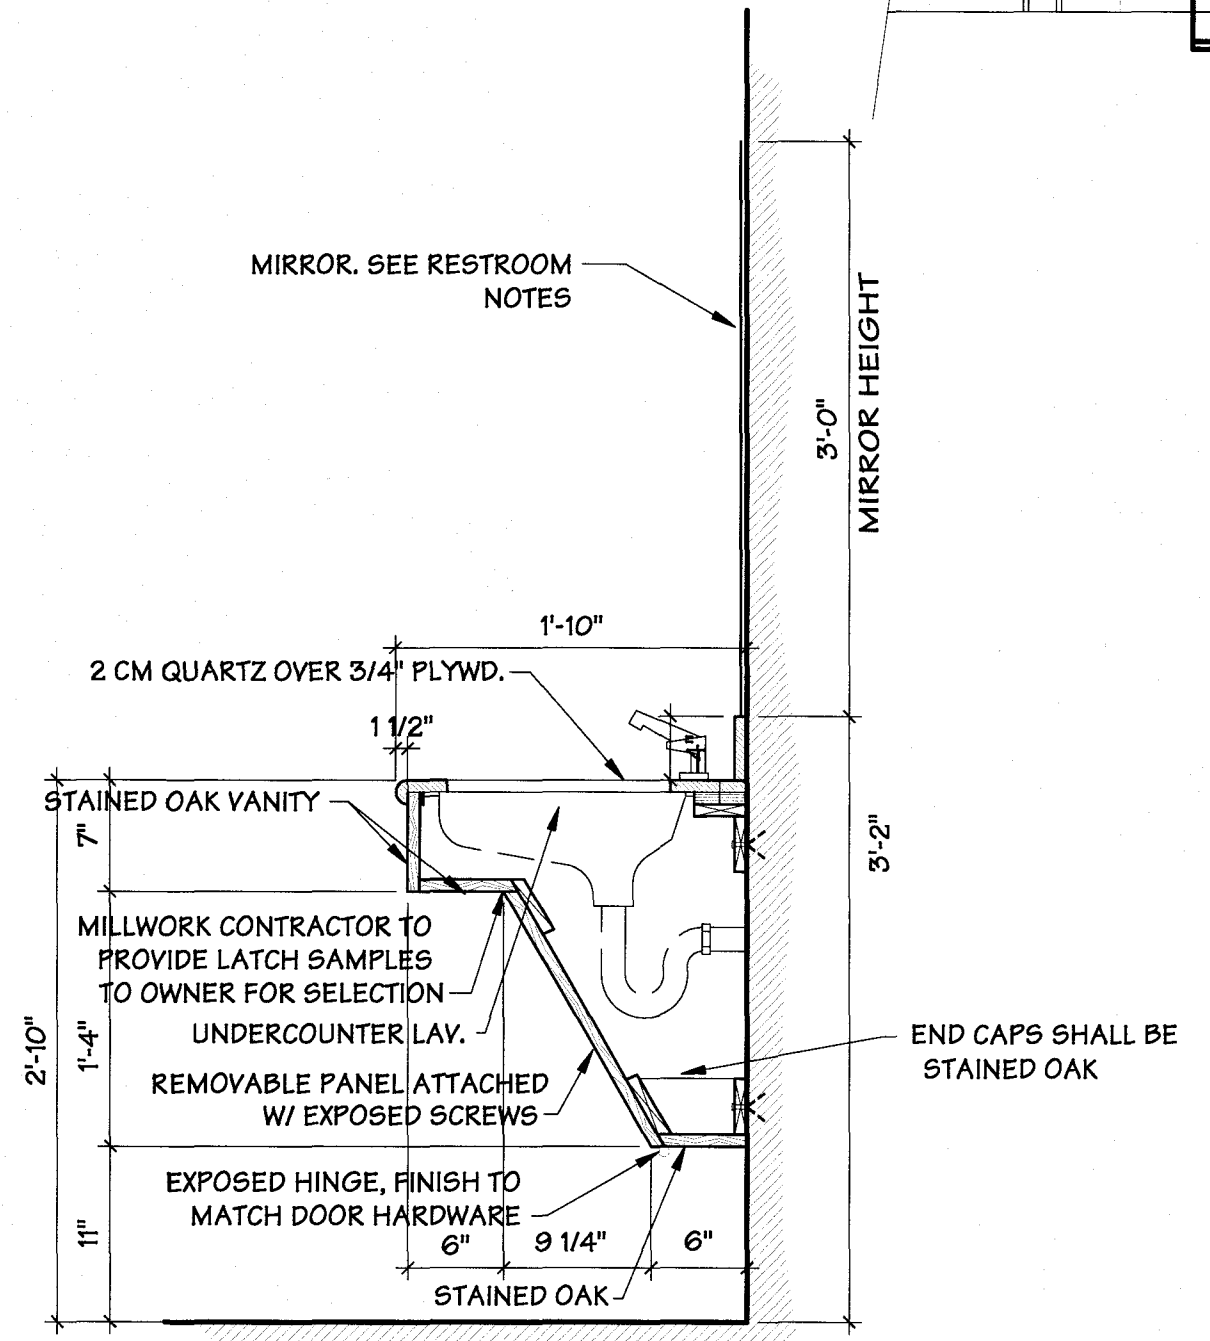 MIRROR. SEE RESTROOM
NOTES
3'-0"
MIRROR HEIGHT
1'-10"
2 CM QUARTZ OVER 3/4" PLYWD.
1 1/2"
STAINED OAK VANITY
7"
3'-2"
MILLWORK CONTRACTOR TO
PROVIDE LATCH SAMPLES
TO OWNER FOR SELECTION
UNDERCOUNTER LAV.
2'-10"
1'-4"
END CAPS SHALL BE
STAINED OAK
REMOVABLE PANEL ATTACHED
W/ EXPOSED SCREWS
EXPOSED HINGE, FINISH TO
MATCH DOOR HARDWARE
11"
6"
9 1/4"
6"
STAINED OAK